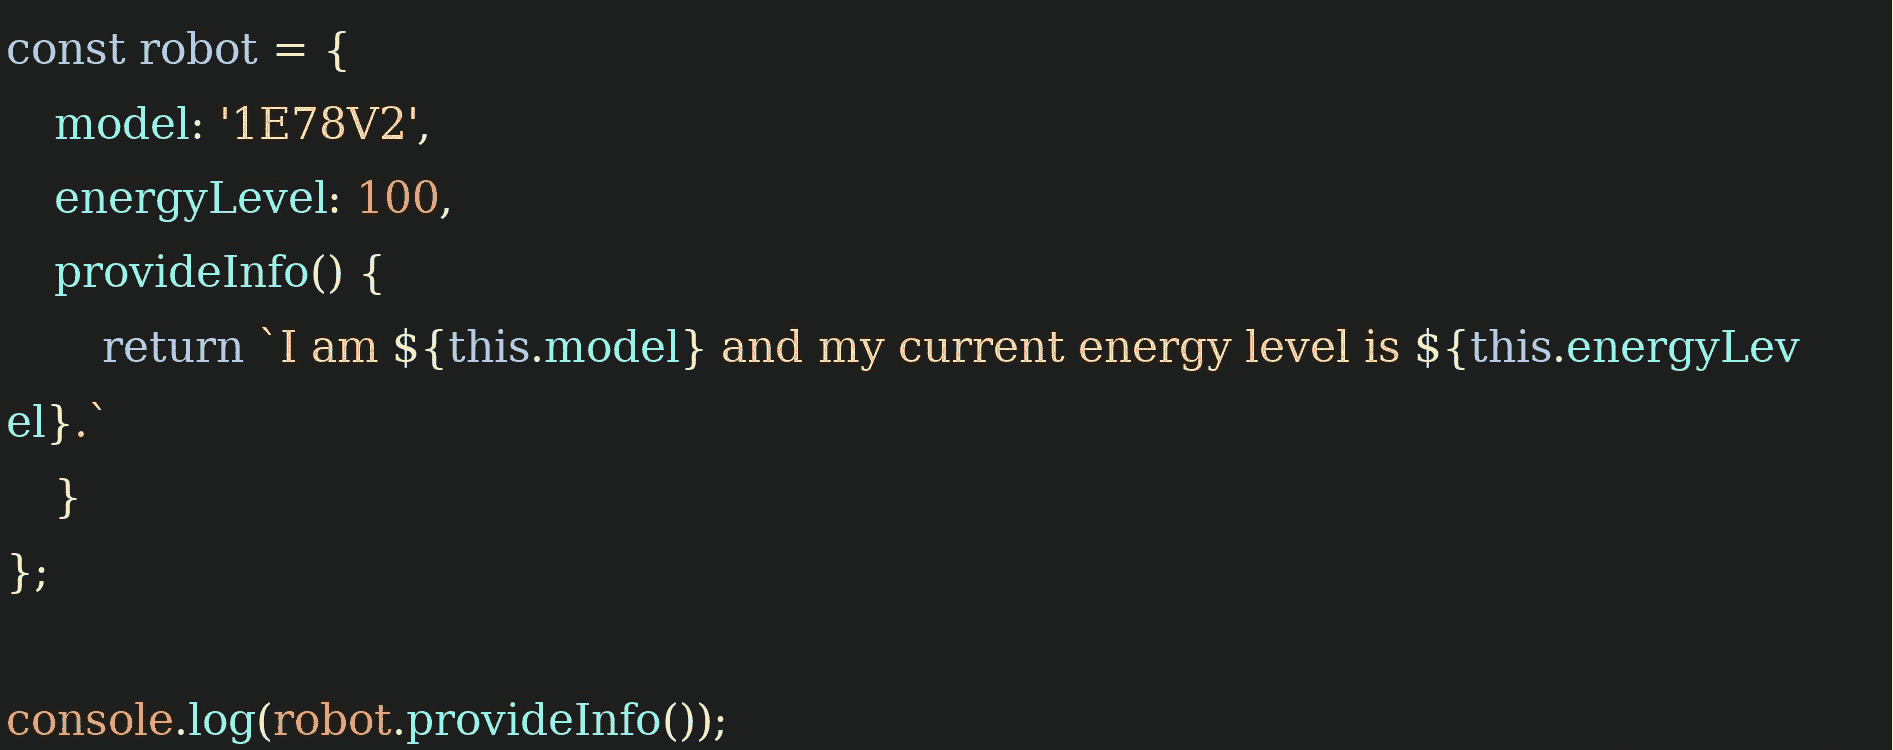 const robot = {
    model: '1E78V2',
    energyLevel: 100,
    provideInfo() {
        return `I am ${this.model} and my current energy level is ${this.energyLev
el}.`
    }
};

console.log(robot.provideInfo());